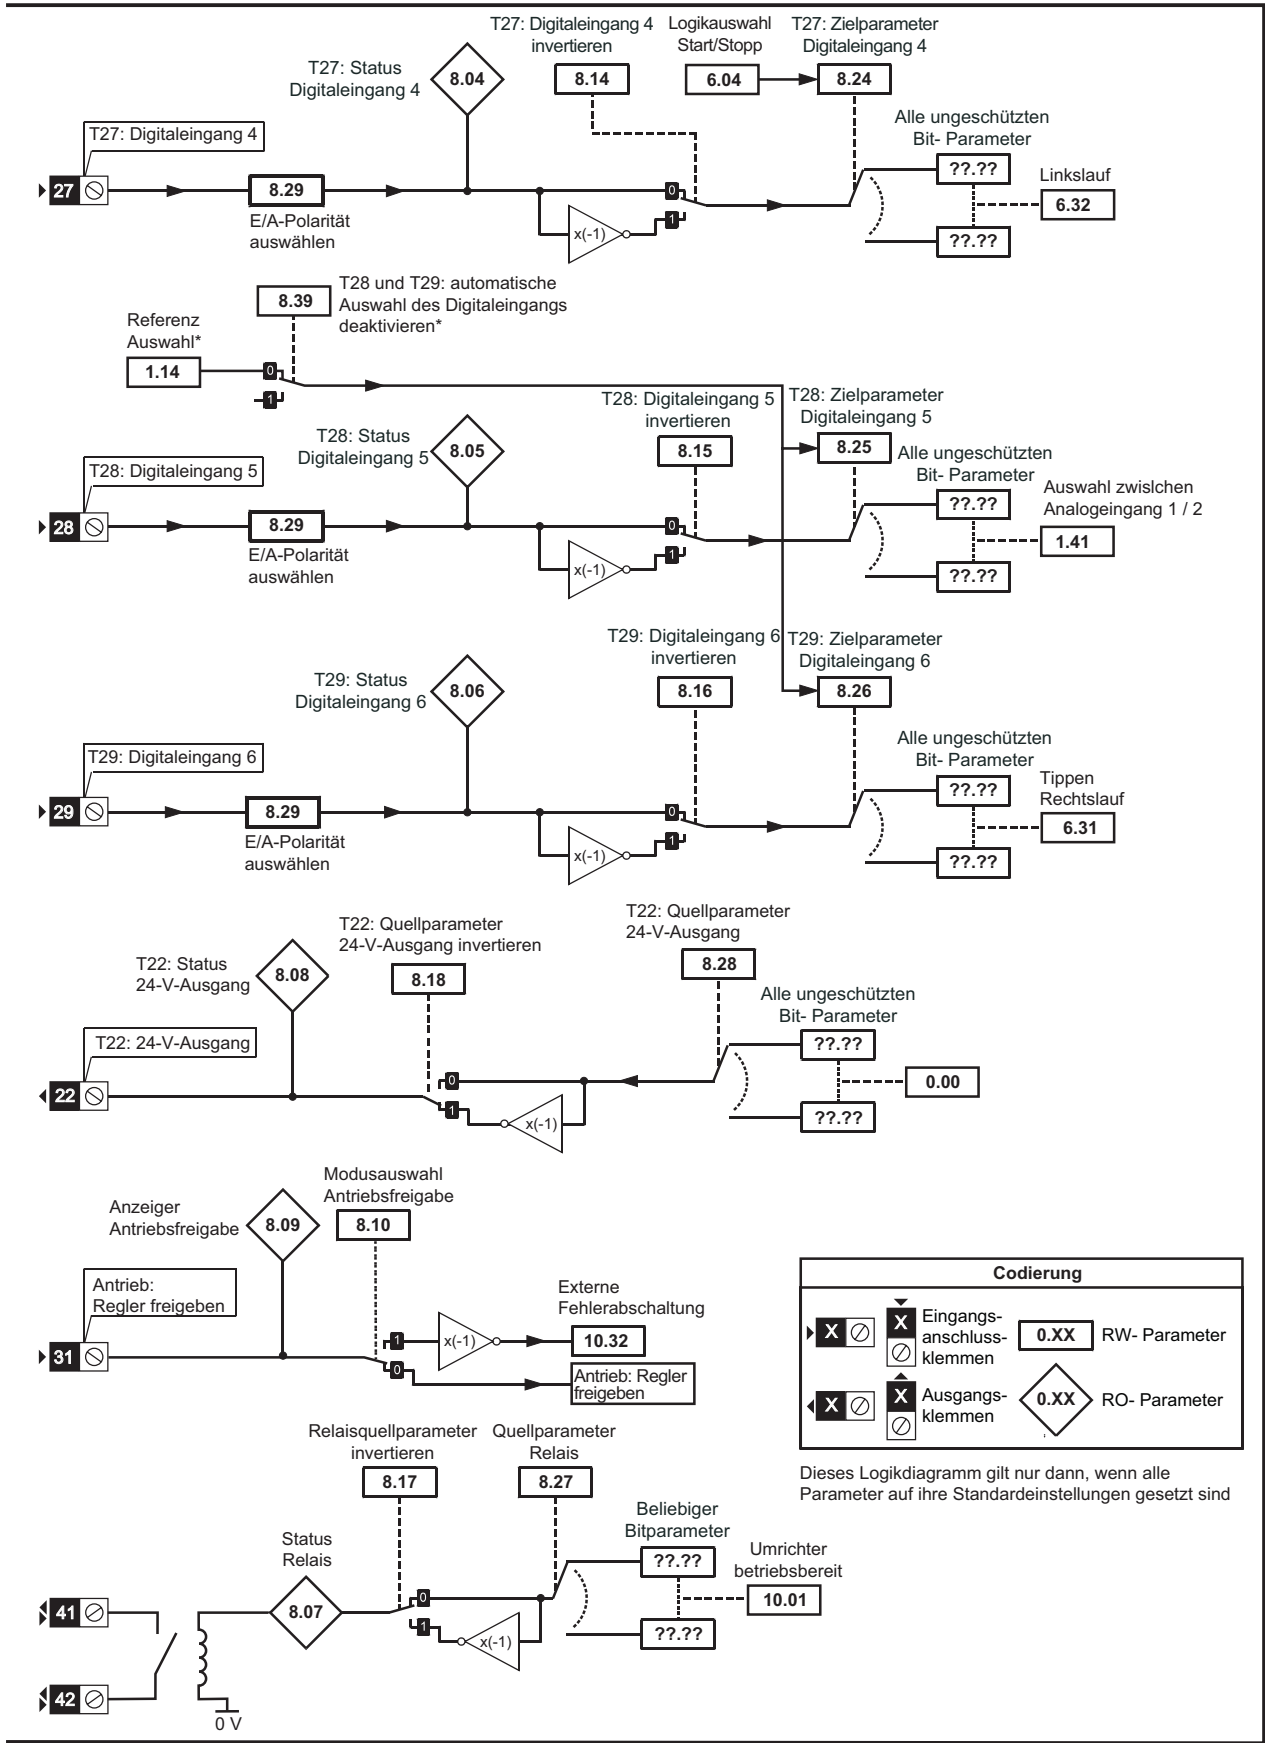 T27: Digitaleingang 4
invertieren
8.14
Logikauswahl
Start/Stopp
6.04
T27: Zielparameter
Digitaleingang 4
8.24
T27: Status
Digitaleingang 4
8.04
Alle ungeschützten
Bit- Parameter
??.??
??.??
Linkslauf
6.32
T27: Digitaleingang 4
27
8.29
E/A-Polarität
auswählen
0
1
x(-1)
8.39
T28 und T29: automatische
Auswahl des Digitaleingangs
deaktivieren*
Referenz
Auswahl*
1.14
0
1
T28: Digitaleingang 5
invertieren
8.15
T28: Zielparameter
Digitaleingang 5
8.25
T28: Status
Digitaleingang 5
8.05
Alle ungeschützten
Bit- Parameter
??.??
??.??
Auswahl zwislchen
Analogeingang 1 / 2
1.41
T28: Digitaleingang 5
28
8.29
E/A-Polarität
auswählen
0
1
x(-1)
T29: Digitaleingang 6
invertieren
8.16
T29: Zielparameter
Digitaleingang 6
8.26
T29: Status
Digitaleingang 6
8.06
Alle ungeschützten
Bit- Parameter
??.??
??.??
Tippen
Rechtslauf
6.31
T29: Digitaleingang 6
29
8.29
E/A-Polarität
auswählen
0
1
x(-1)
T22: Quellparameter
24-V-Ausgang invertieren
8.18
T22: Quellparameter
24-V-Ausgang
8.28
T22: Status
24-V-Ausgang
8.08
Alle ungeschützten
Bit- Parameter
??.??
??.??
0.00
T22: 24-V-Ausgang
22
0
1
x(-1)
Modusauswahl
Antriebsfreigabe
8.10
Anzeiger
Antriebsfreigabe
8.09
Antrieb:
Regler freigeben
31
1
0
x(-1)
Externe
Fehlerabschaltung
10.32
Antrieb: Regler
freigeben
Codierung
X
X
Eingangs-
anschluss-
klemmen
0.XX
RW- Parameter
X
X
Ausgangs-
klemmen
0.XX
RO- Parameter
Dieses Logikdiagramm gilt nur dann, wenn alle
Parameter auf ihre Standardeinstellungen gesetzt sind
Relaisquellparameter
invertieren
8.17
Quellparameter
Relais
8.27
Beliebiger
Bitparameter
??.??
??.??
Umrichter
betriebsbereit
10.01
Status
Relais
8.07
0
1
x(-1)
41
42
0 V